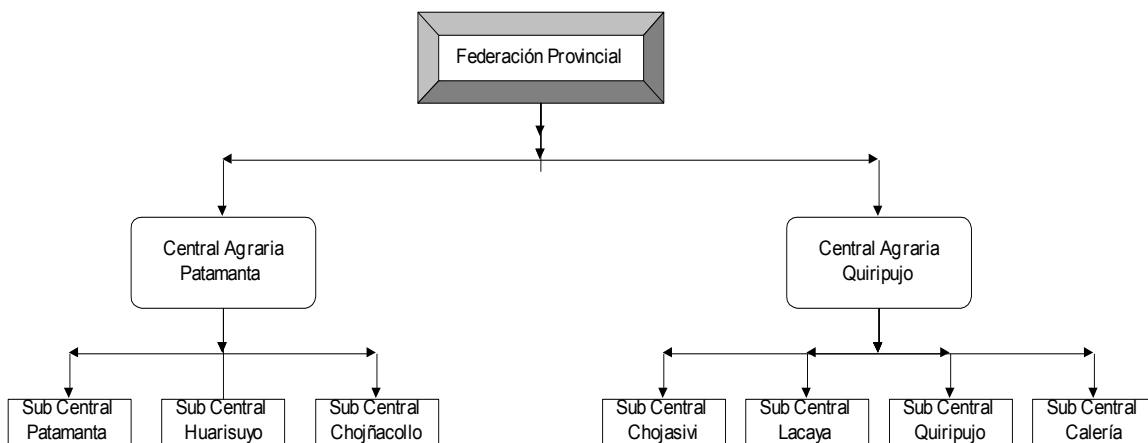 Federación Provincial
Central Agraria
Patamanta
Central Agraria
Quiripujo
Sub Central
Patamanta
Sub Central
Huarisuyo
Sub Central
Chojñacollo
Sub Central
Chojasivi
Sub Central
Lacaya
Sub Central
Quiripujo
Sub Central
Calería